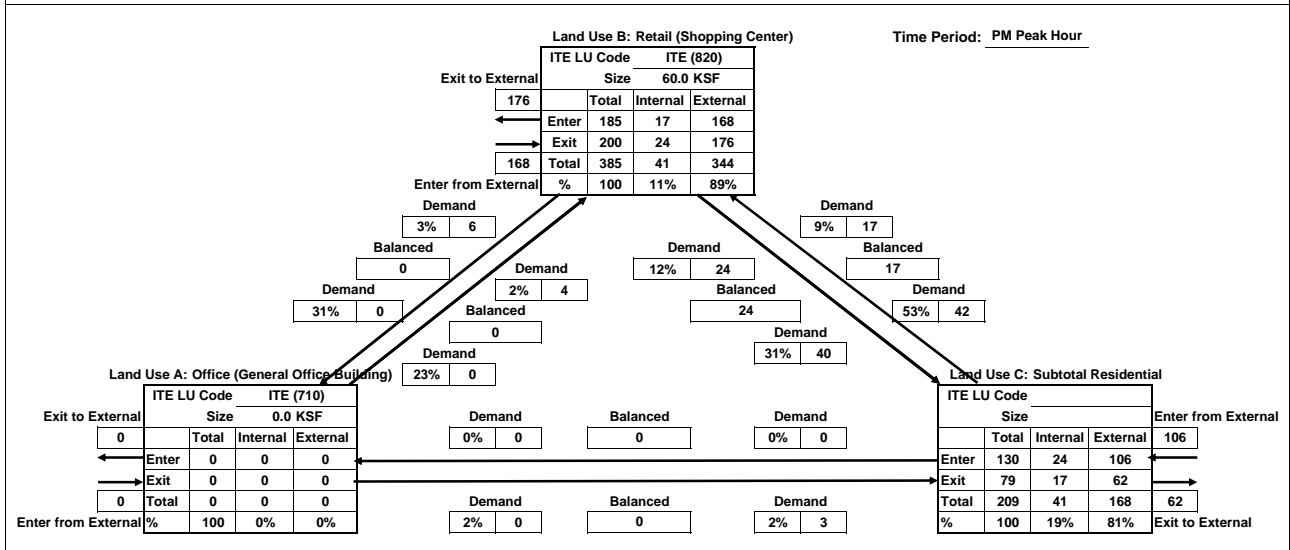 Land Use B: Retail (Shopping Center)
Time Period: PM Peak Hour
ITE LU Code ITE (820)
Exit to External Size 60.0 KSF
176 Total Internal External
Enter 185 17 168
Exit 200 24 176
168 Total 385 41 344
Enter from External % 100 11% 89%
Demand Demand
3% 6 9% 17
Balanced Demand Balanced
0 Demand 12% 24 17
Demand 2% 4 Balanced Demand
31% 0 Balanced 24 53% 42
0 Demand
Demand 31% 40
Land Use A: Office (General Office Building) 23% 0 Land Use C: Subtotal Residential
ITE LU Code ITE (710) ITE LU Code
Exit to External Size 0.0 KSF Demand Balanced Demand Size Enter from External
0 Total Internal External 0% 0 0 0% 0 Total Internal External 106
Enter 0 0 0 Enter 130 24 106
Exit 0 0 0 Exit 79 17 62
0 Total 0 0 0 Demand Balanced Demand Total 209 41 168 62
Enter from External % 100 0% 0% 2% 0 0 2% 3 % 100 19% 81% Exit to External